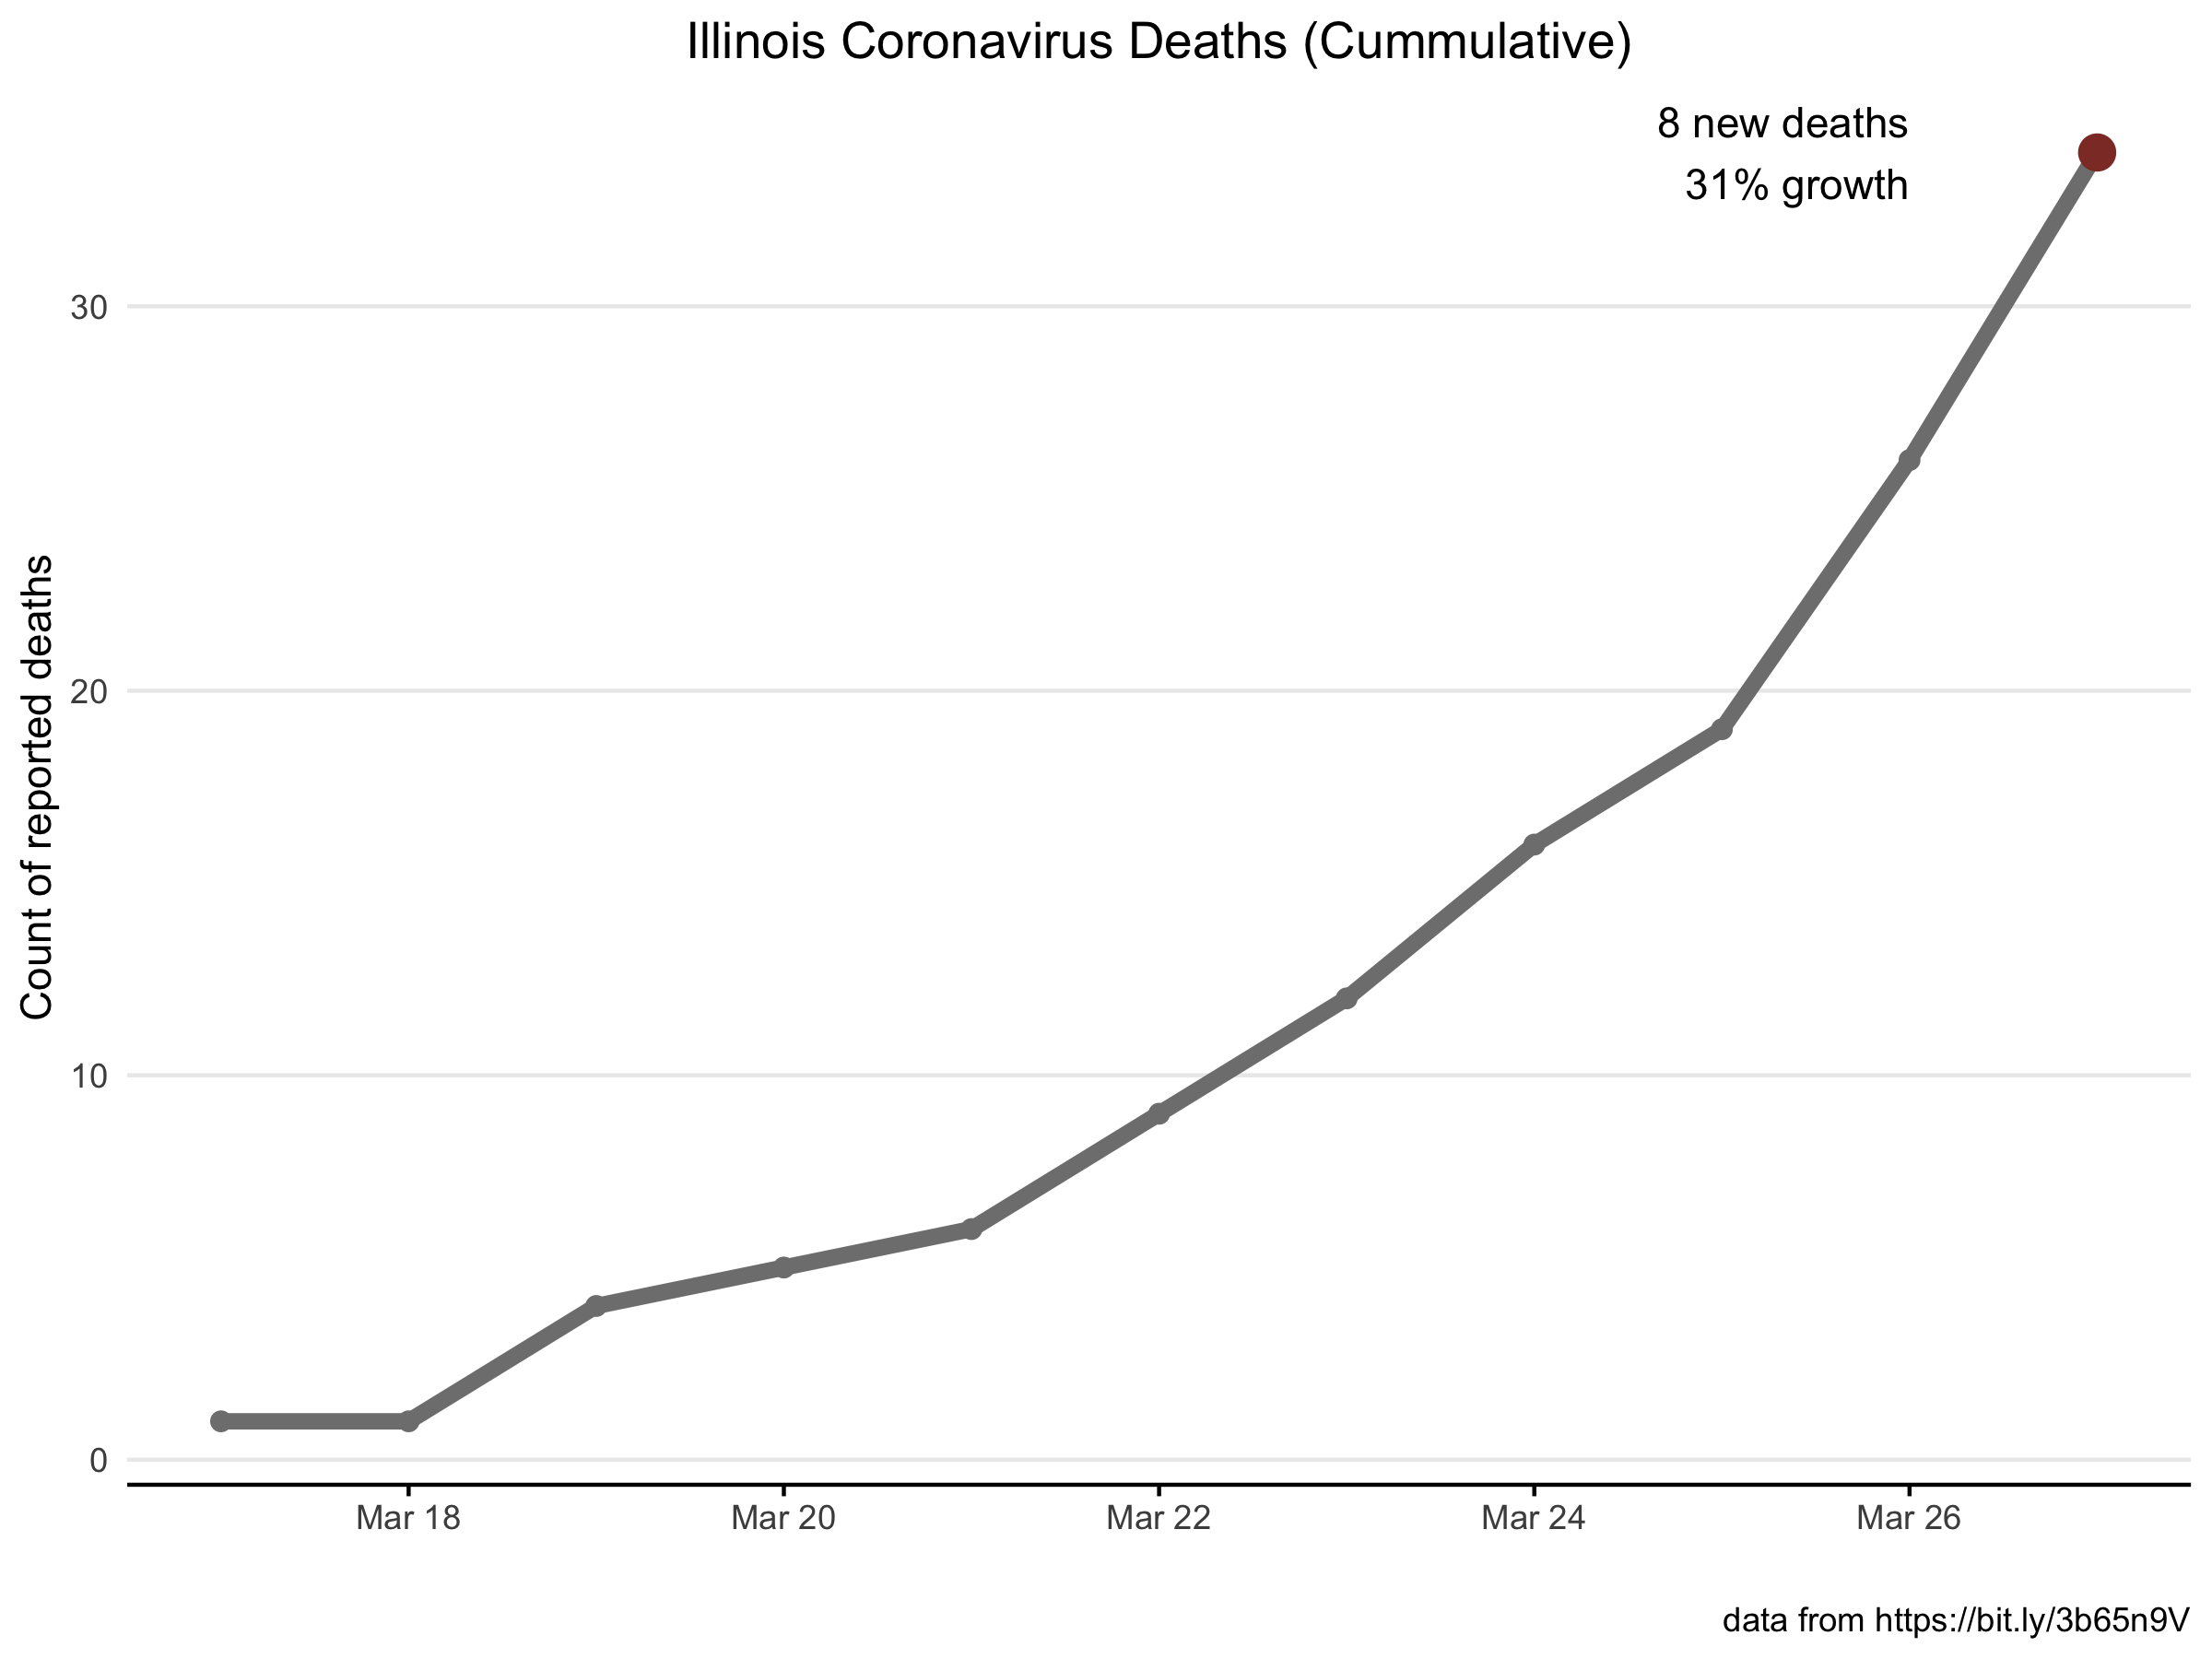 Illinois Coronavirus Deaths (Cummulative)
8 new deaths
31% growth
Count of reported deaths
30
20
10
0
Mar 18
Mar 20
Mar 22
Mar 24
Mar 26
data from https://bit.ly/3b65n9V